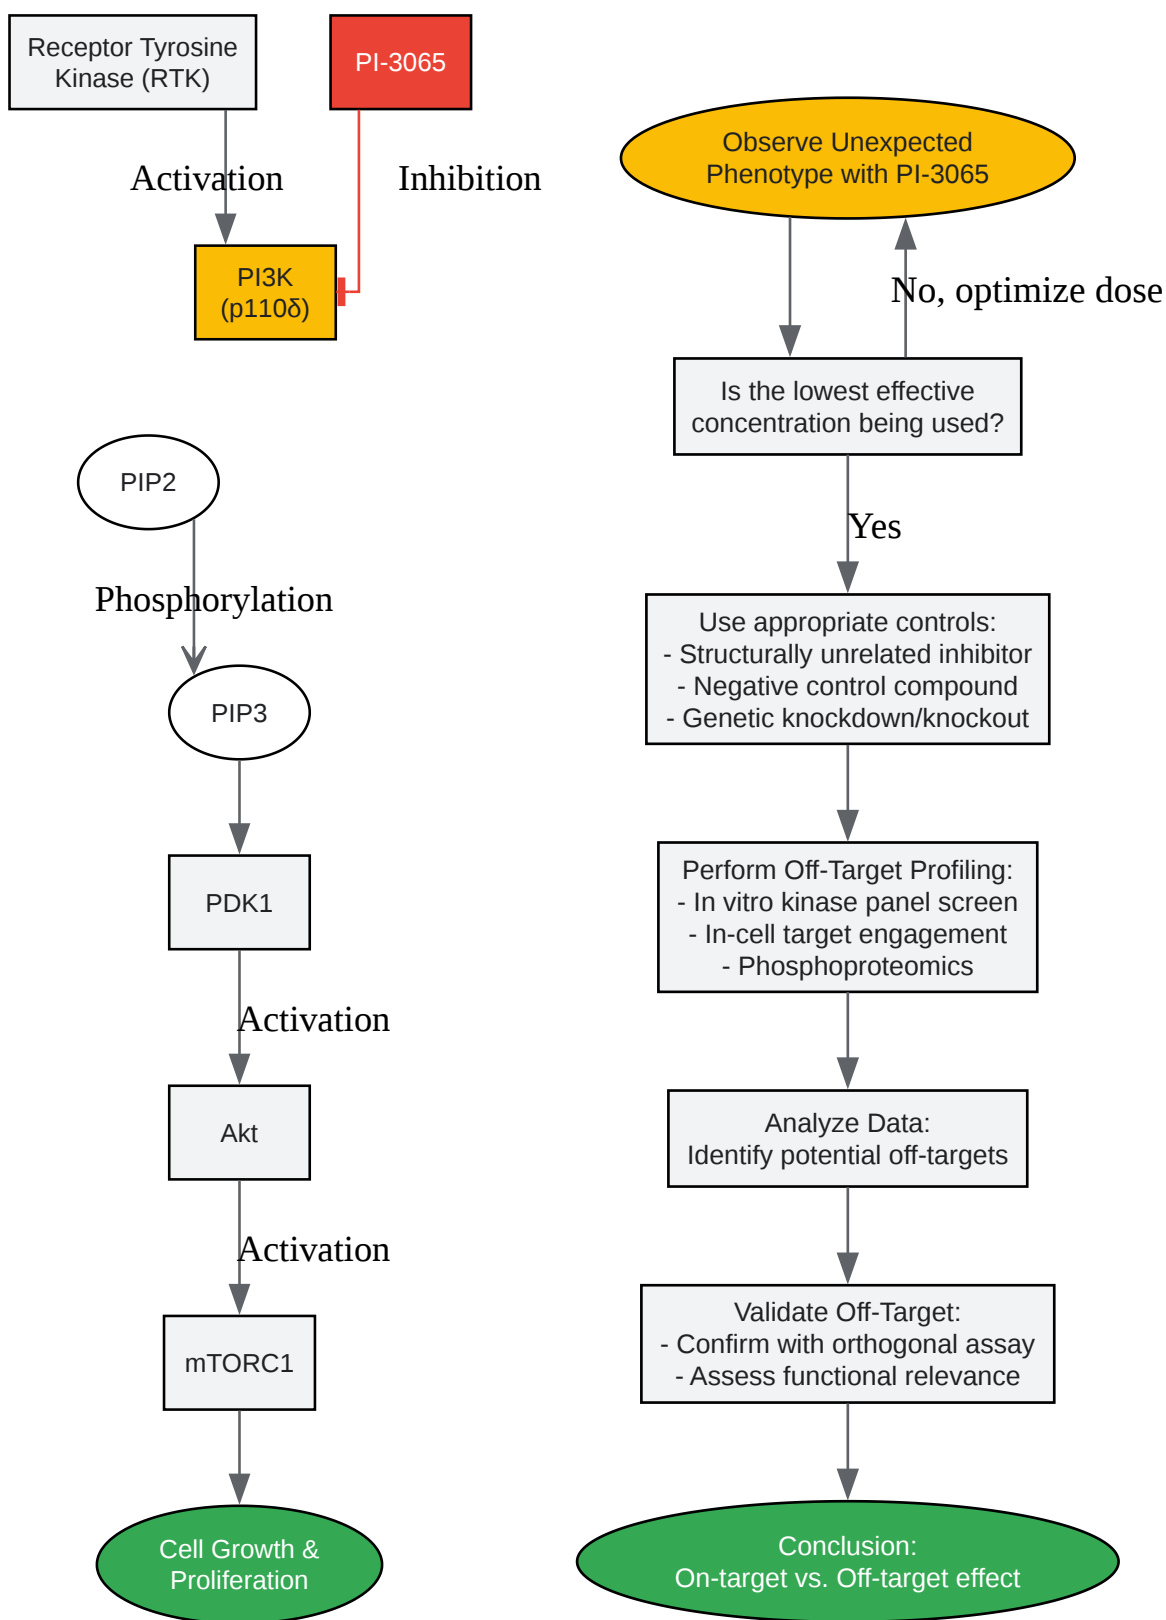 Receptor Tyrosine
Kinase (RTK)
PI-3065
Activation
Inhibition
PI3K
(p110δ)
PIP2
Phosphorylation
PIP3
PDK1
Activation
Akt
Activation
mTORC1
Cell Growth &
Proliferation
Observe Unexpected
Phenotype with PI-3065
No, optimize dose
Is the lowest effective
concentration being used?
Yes
Use appropriate controls:
- Structurally unrelated inhibitor
- Negative control compound
- Genetic knockdown/knockout
Perform Off-Target Profiling:
- In vitro kinase panel screen
- In-cell target engagement
- Phosphoproteomics
Analyze Data:
Identify potential off-targets
Validate Off-Target:
- Confirm with orthogonal assay
- Assess functional relevance
Conclusion:
On-target vs. Off-target effect